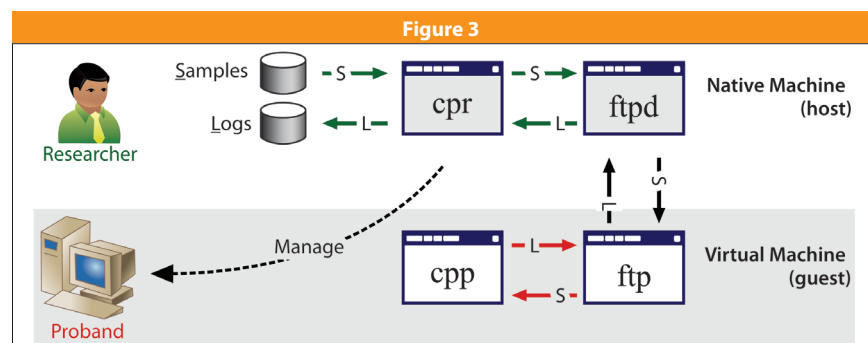 Figure 3
Samples
S
S
Native Machine
(host)
cpr
ftpd
Logs
L
L
Researcher
L
S
Manage
cpp
L
S
ftp
Virtual Machine
(guest)
Proband